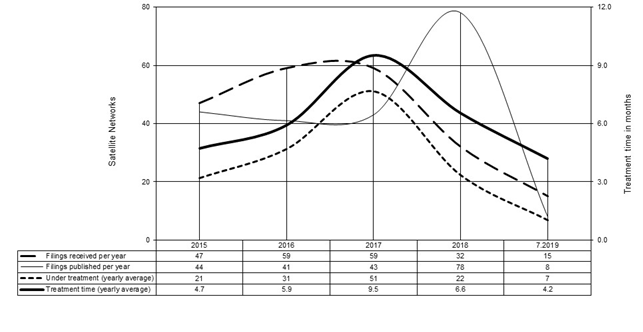 80 12.0
60 9.0
40 6.0
20 3.0
0 0.0
Satellite Networks
Treatment time in months
2015 2016 2017 2018 7.2019
Filings received per year 47 59 59 32 15
Filings published per year 44 41 43 78 8
Under treatment (yearly average) 21 31 51 22 7
Treatment time (yearly average) 4.7 5.9 9.5 6.6 4.2